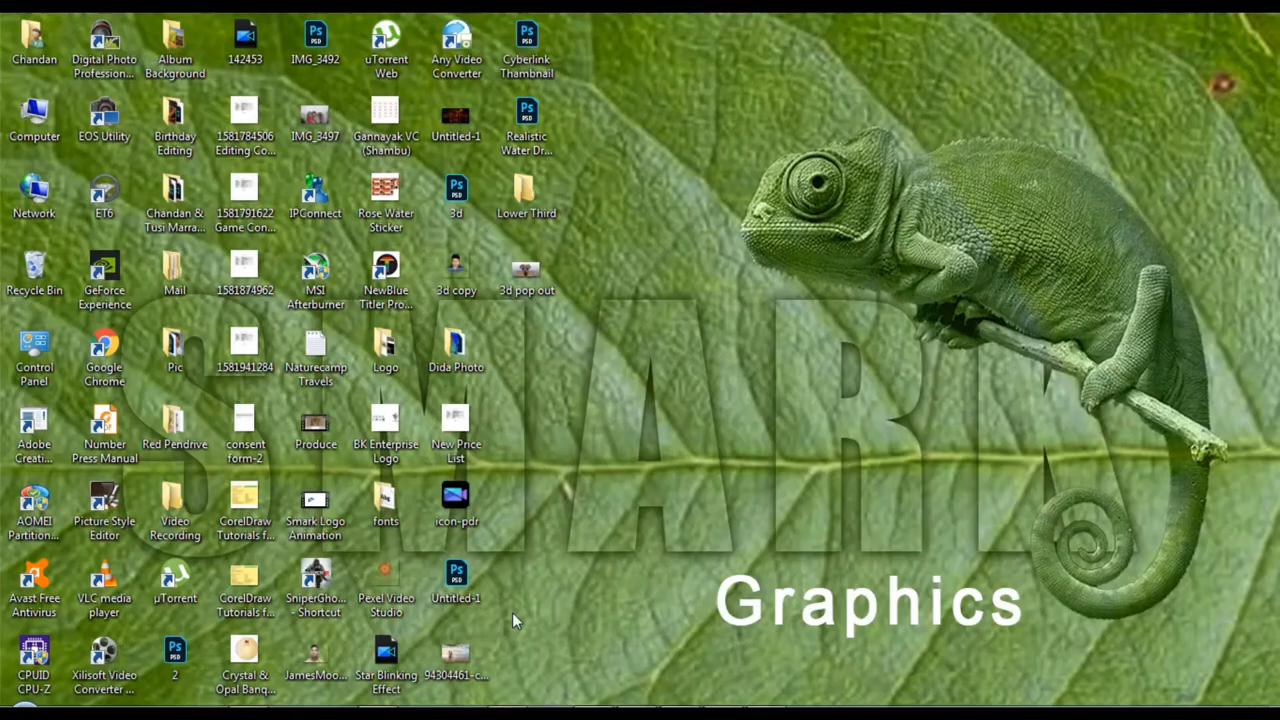 Chandan
Digital Photo
Profession...
Album
Background
142453
IMG_3492
uTorrent
Web
Any Video
Converter
Cyberlink
Thambnail
Computer
EOS Utility
Birthday
Editing
1581784506
Editing Co...
IMG_3497
Gannayak VC
(Shambu)
Untitled-1
Realistic
Water Dr...
Network
ET6
Chandan &
Tusi Marra...
1581791622
Game Con...
IPConnect
Rose Water
Sticker
3d
Lower Third
Recycle Bin
GeForce
Experience
Mail
1581874962
MSI
Afterburner
NewBlue
Titler Pro...
3d copy
3d pop out
Control
Panel
Google
Chrome
Pic
1581941284
Naturecamp
Travels
Logo
Dida Photo
Adobe
Creati...
Number
Press Manual
Red Pendrive
consent
form-2
Produce
BK Enterprise
Logo
New Price
List
AOMEI
Partition...
Picture Style
Editor
Video
Recording
CorelDraw
Tutorials f...
Smark Logo
Animation
fonts
icon-pdr
Avast Free
Antivirus
VLC media
player
µTorrent
CorelDraw
Tutorials f...
SniperGho...
- Shortcut
Pexel Video
Studio
Untitled-1
CPUID
CPU-Z
Xilisoft Video
Converter ...
2
Crystal &
Opal Banq...
JamesMoo...
Star Blinking
Effect
94304461-c...
SMARK
Graphics